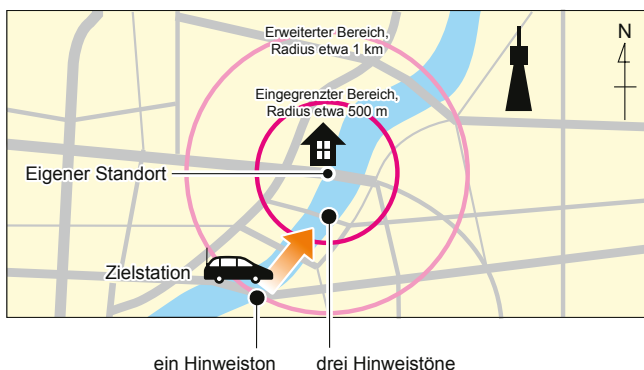 Erweiterter Bereich,
Radius etwa 1 km
N
Eingegrenzter Bereich,
Radius etwa 500 m
Eigener Standort
Zielstation
ein Hinweiston
drei Hinweistöne